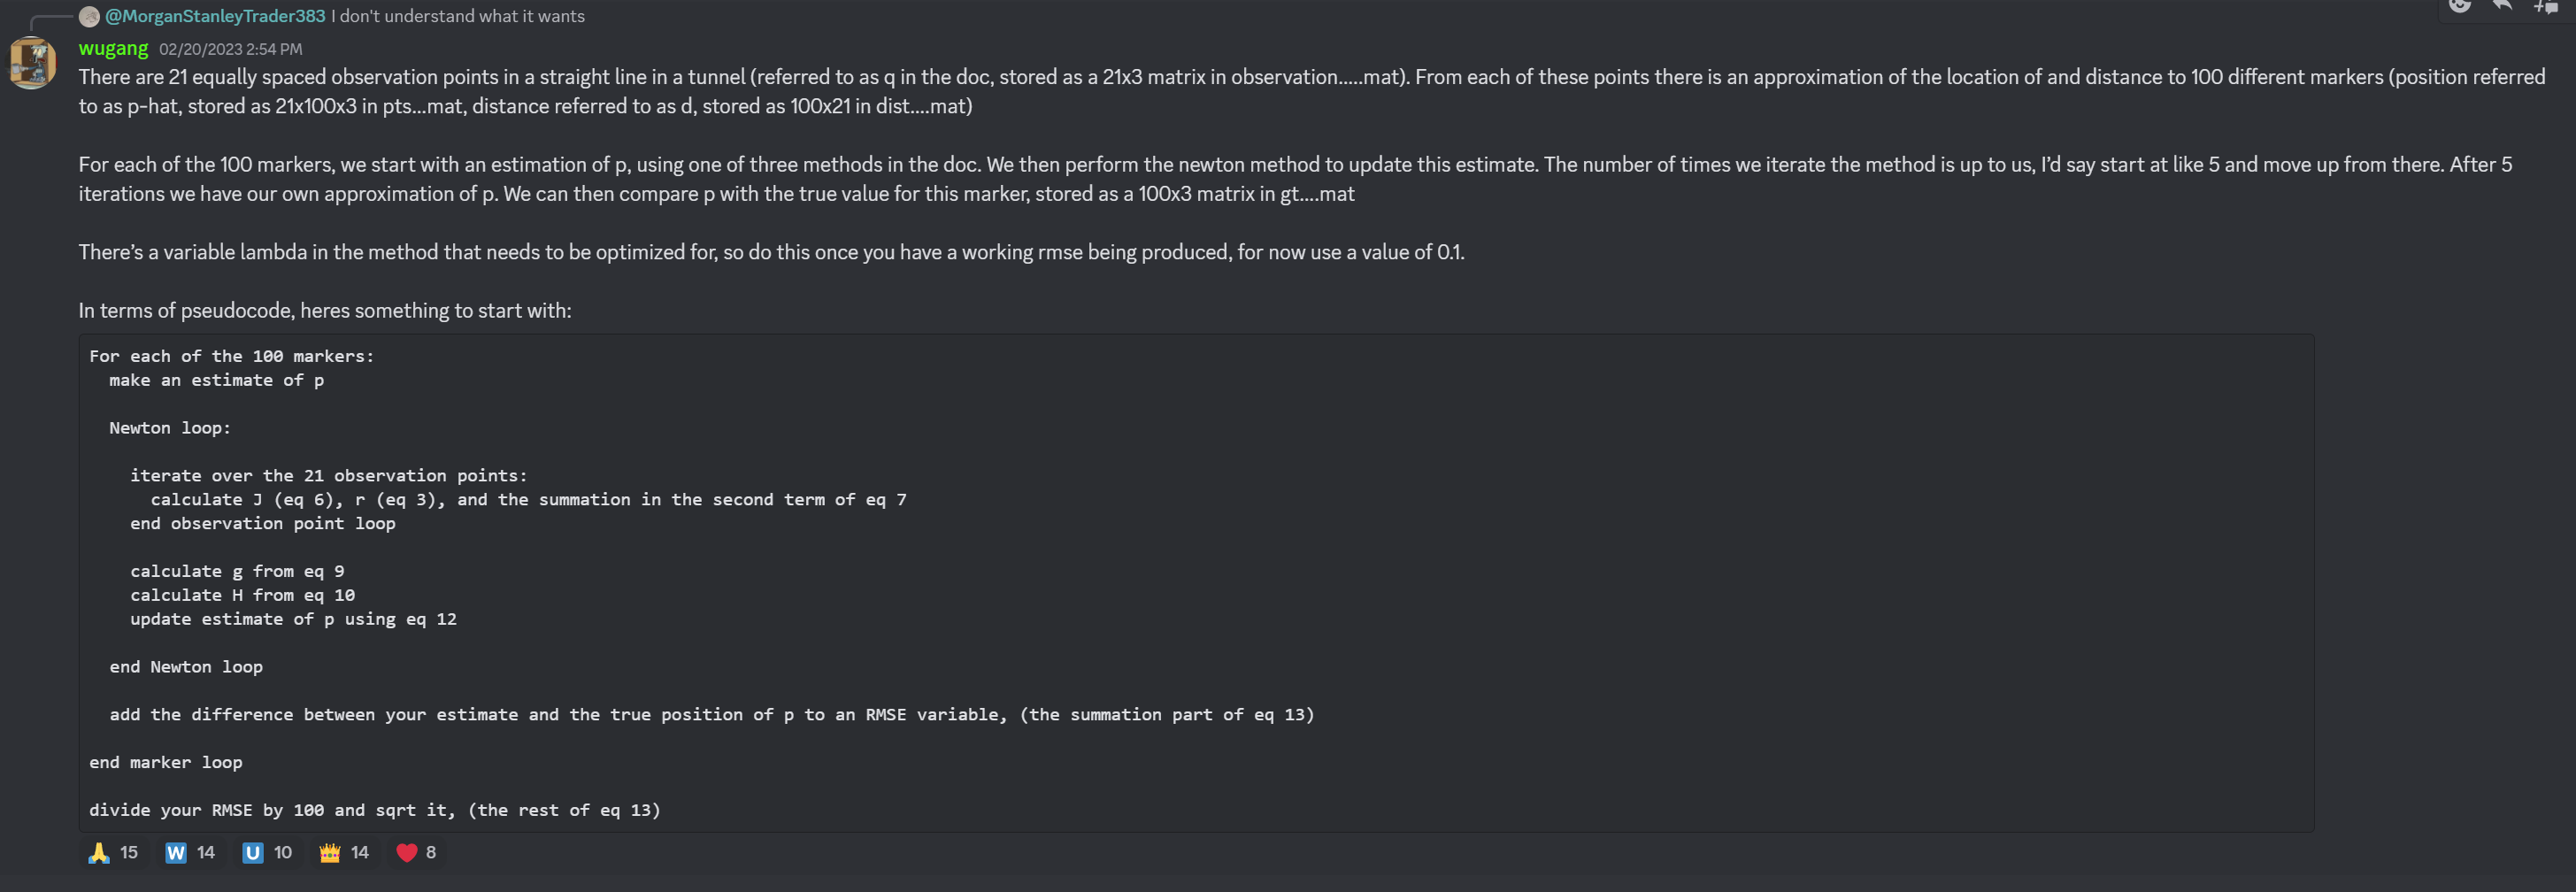 @MorganStanleyTrader383 I don't understand what it wants
wugang 02/20/2023 2:54 PM
There are 21 equally spaced observation points in a straight line in a tunnel (referred to as q in the doc, stored as a 21x3 matrix in observation.....mat). From each of these points there is an approximation of the location of and distance to 100 different markers (position referred
to as p-hat, stored as 21x100x3 in pts...mat, distance referred to as d, stored as 100x21 in dist....mat)
For each of the 100 markers, we start with an estimation of p, using one of three methods in the doc. We then perform the newton method to update this estimate. The number of times we iterate the method is up to us, I’d say start at like 5 and move up from there. After 5
iterations we have our own approximation of p. We can then compare p with the true value for this marker, stored as a 100x3 matrix in gt....mat
There’s a variable lambda in the method that needs to be optimized for, so do this once you have a working rmse being produced, for now use a value of 0.1.
In terms of pseudocode, heres something to start with:
For each of the 100 markers:
make an estimate of p
Newton loop:
iterate over the 21 observation points:
calculate J (eq 6), r (eq 3), and the summation in the second term of eq 7
end observation point loop
calculate g from eq 9
calculate H from eq 10
update estimate of p using eq 12
end Newton loop
add the difference between your estimate and the true position of p to an RMSE variable, (the summation part of eq 13)
end marker loop
divide your RMSE by 100 and sqrt it, (the rest of eq 13)
🙏 15 W 14 U 10 👑 14 ❤️ 8